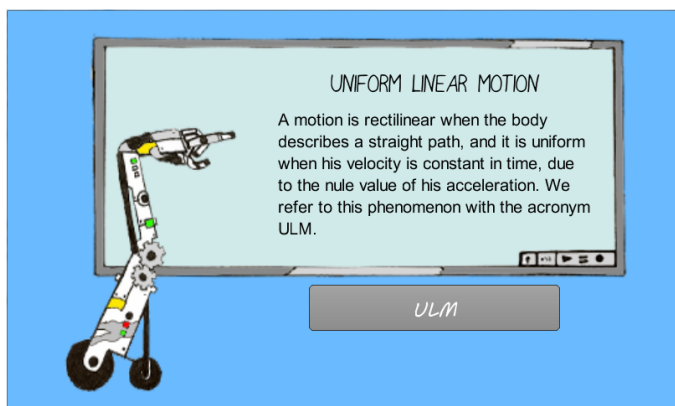 UNIFORM LINEAR MOTION
A motion is rectilinear when the body
describes a straight path, and it is uniform
when his velocity is constant in time, due
to the nule value of his acceleration. We
refer to this phenomenon with the acronym
ULM.
ULM